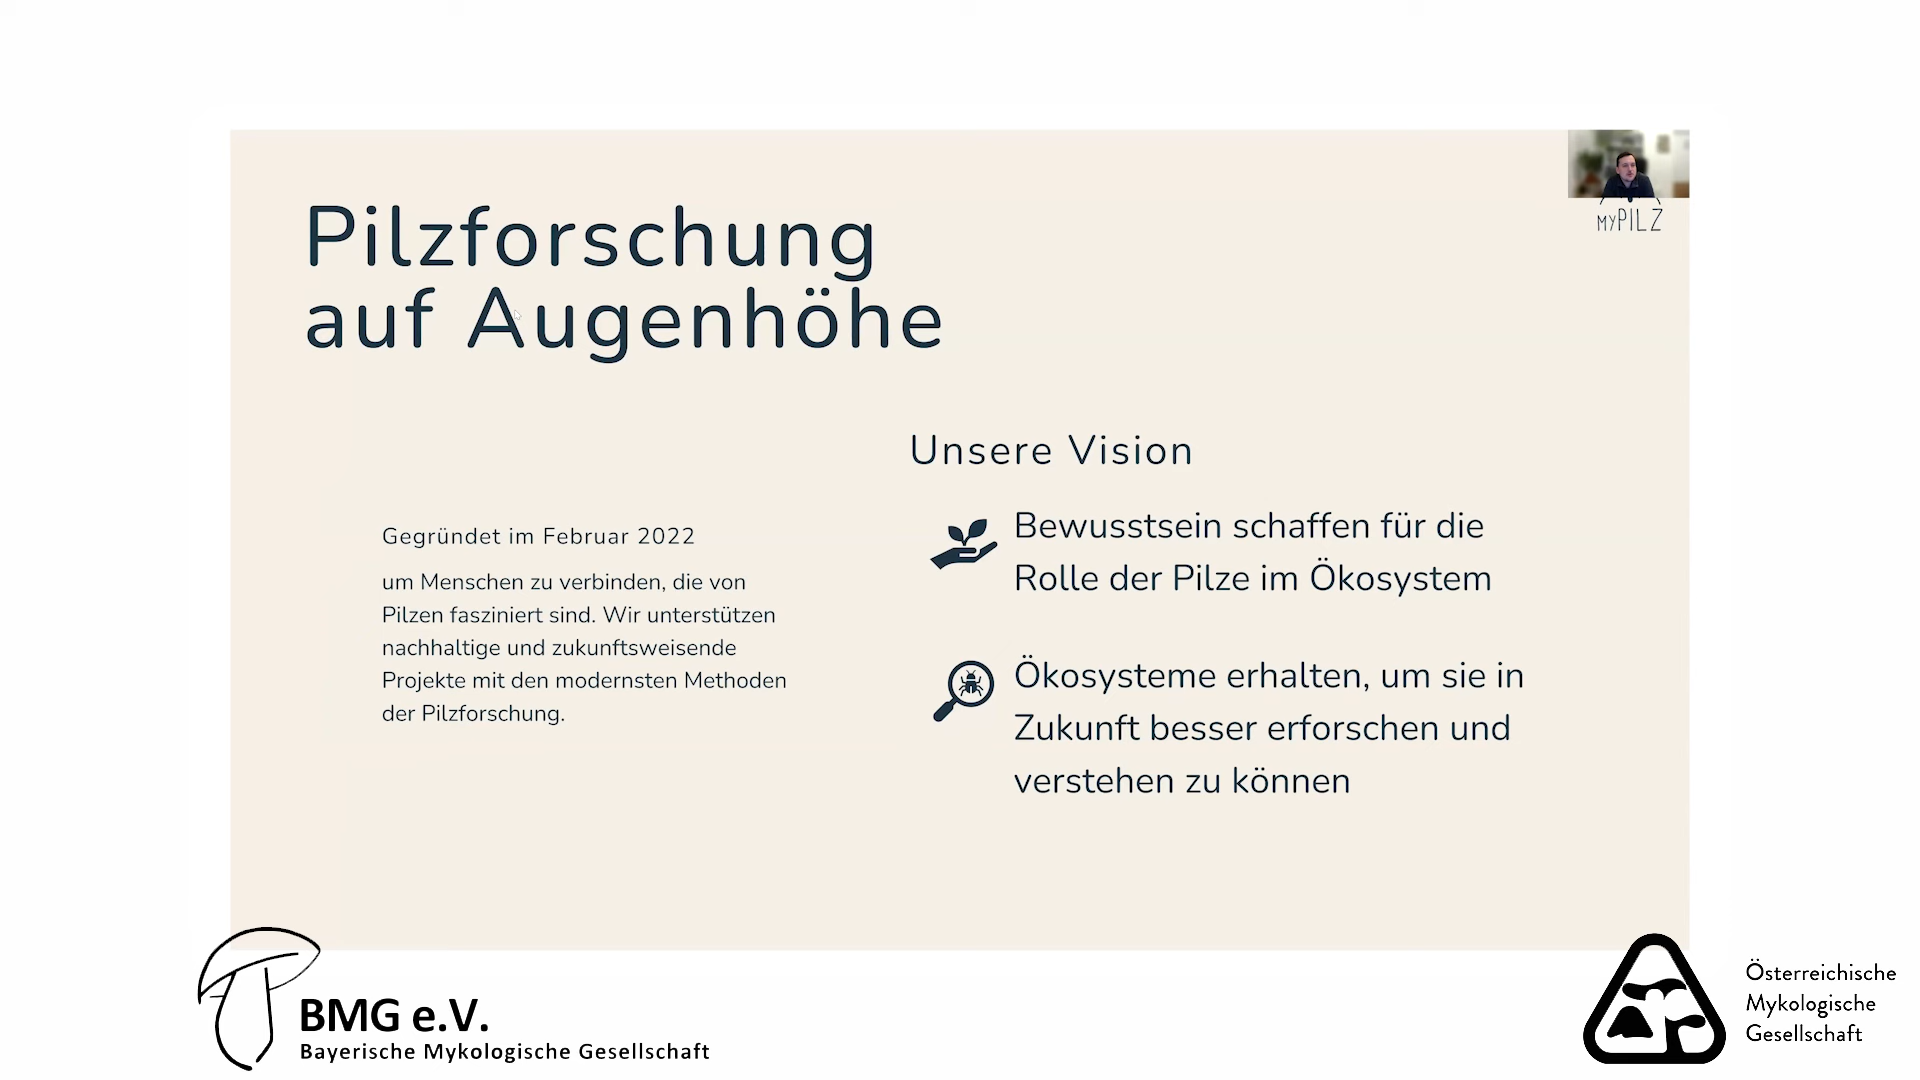 Pilzforschung
auf Augenhöhe
myPILZ
Unsere Vision
Gegründet im Februar 2022
um Menschen zu verbinden, die von
Pilzen fasziniert sind. Wir unterstützen
nachhaltige und zukunftsweisende
Projekte mit den modernsten Methoden
der Pilzforschung.
Bewusstsein schaffen für die
Rolle der Pilze im Ökosystem
Ökosysteme erhalten, um sie in
Zukunft besser erforschen und
verstehen zu können
BMG e.V.
Bayerische Mykologische Gesellschaft
Österreichische
Mykologische
Gesellschaft